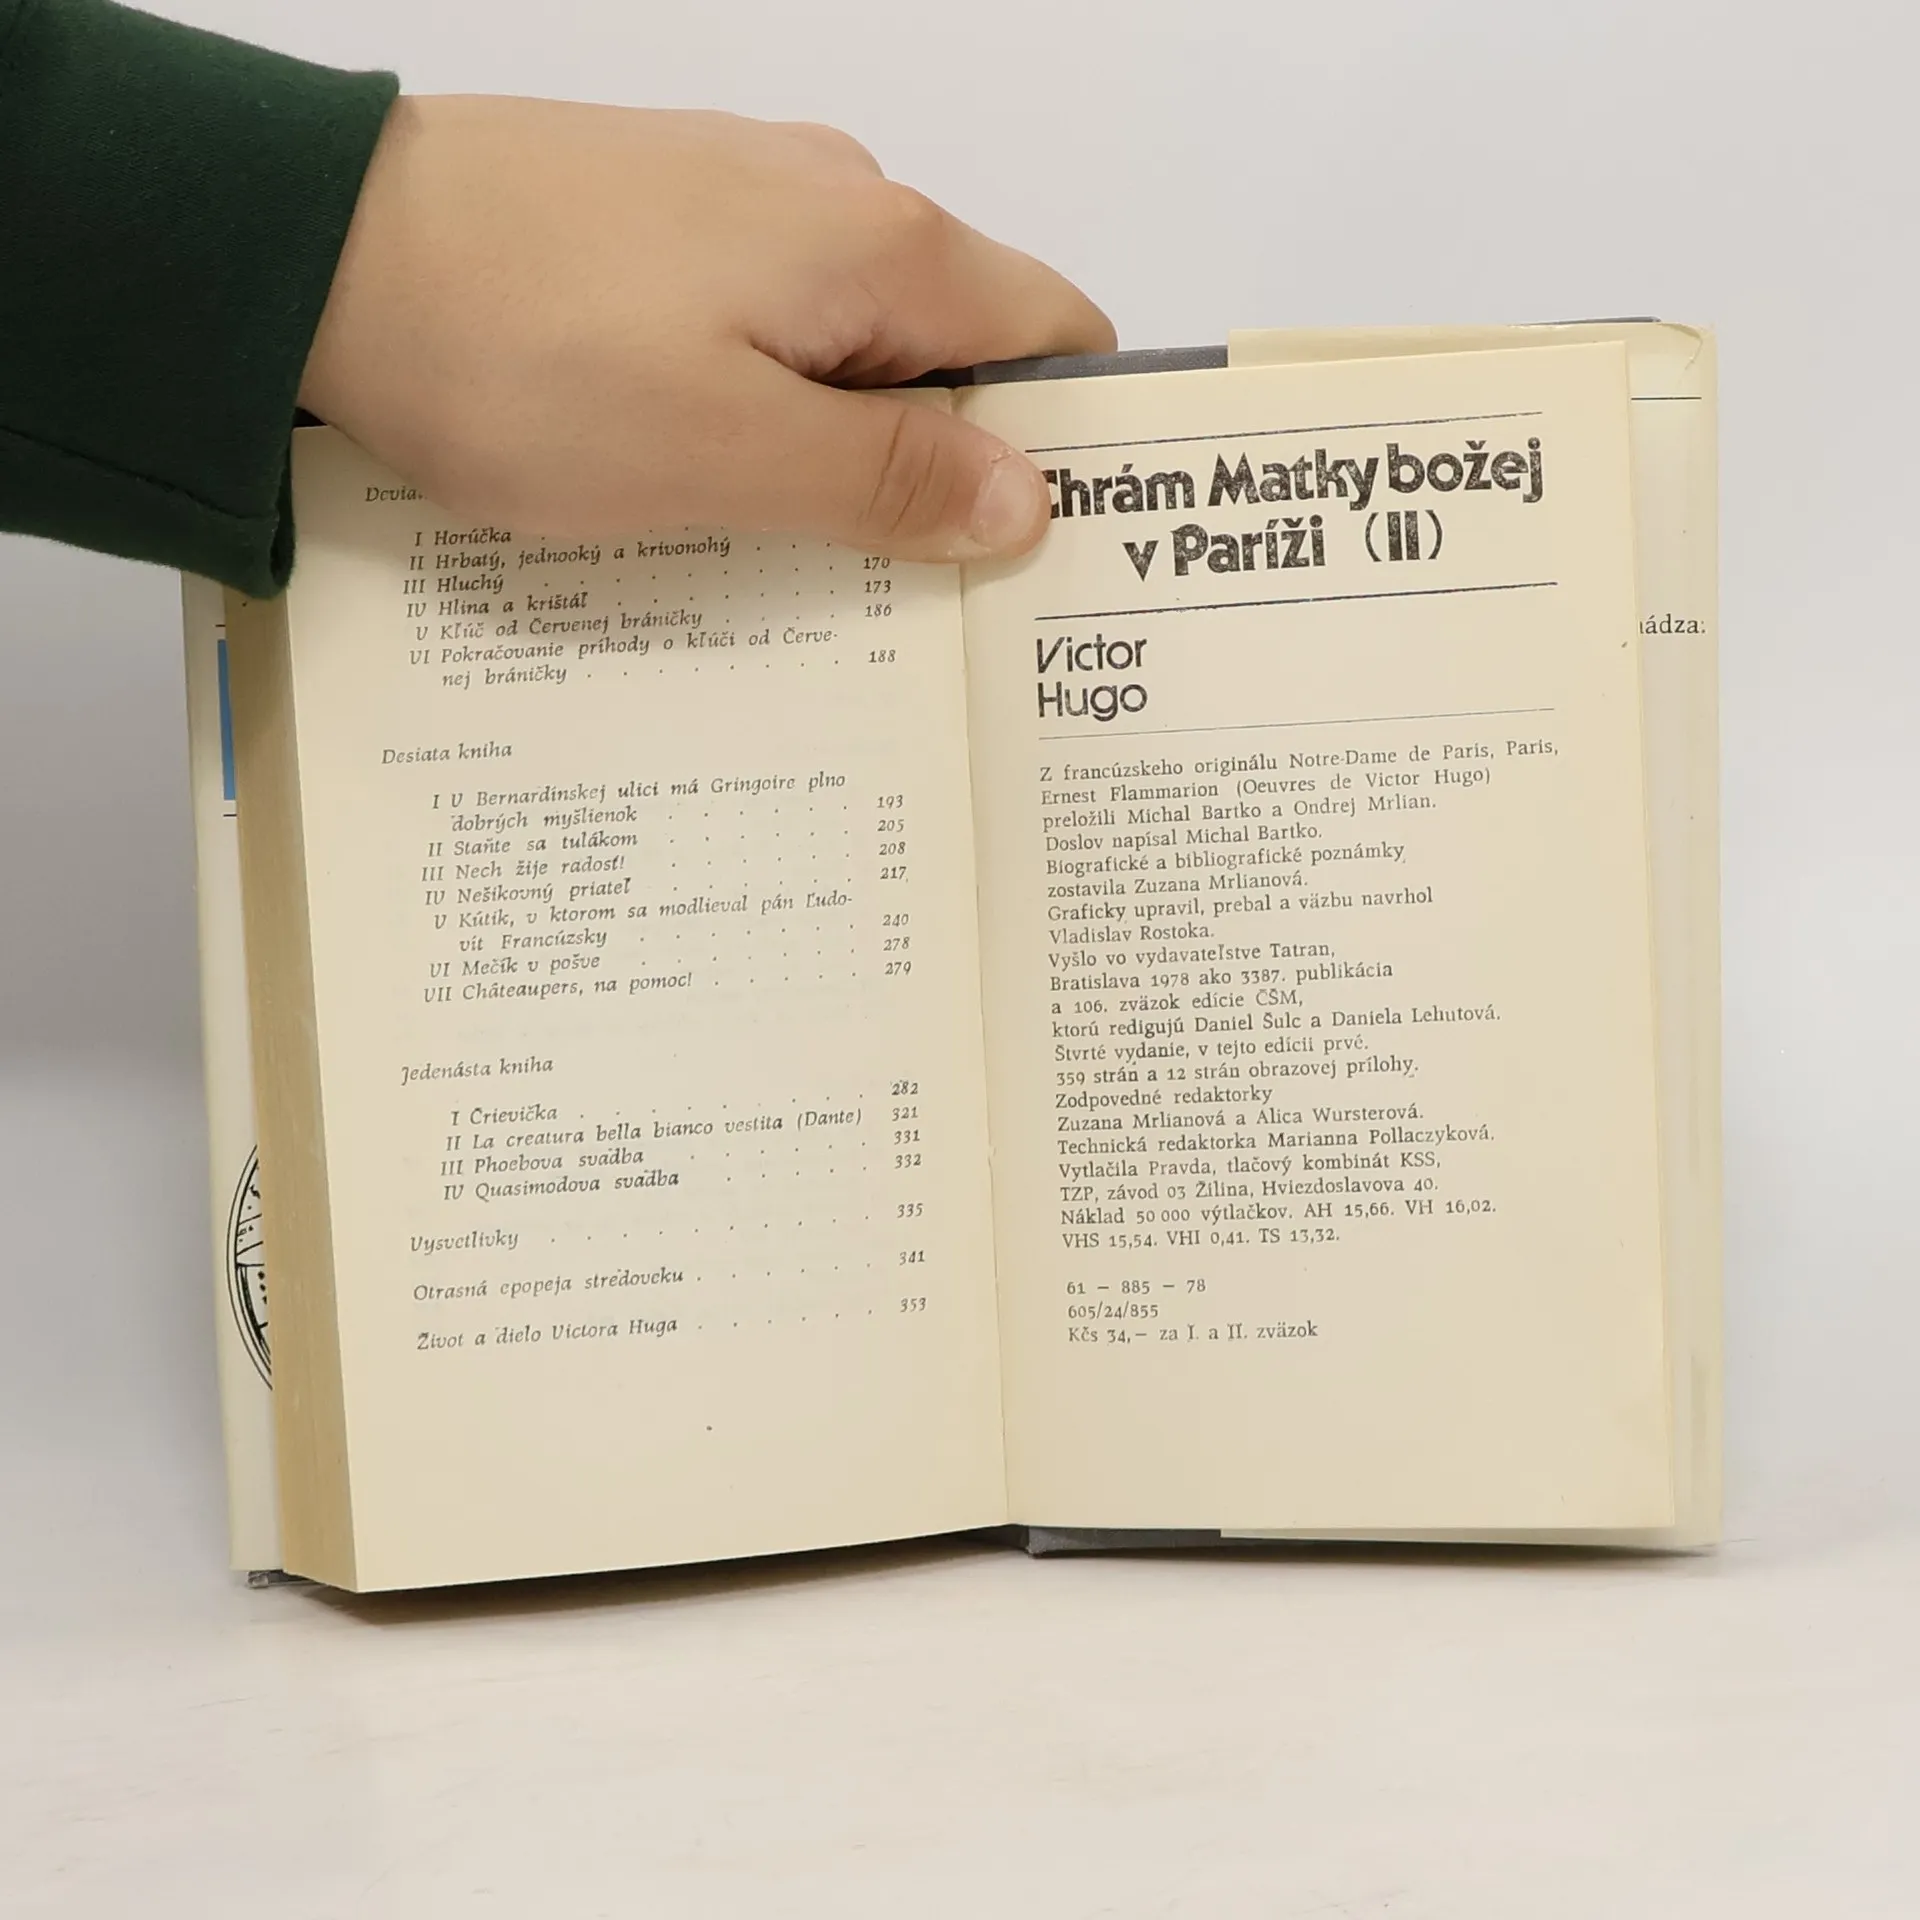 I Horúčka . . .
II Hrbatý, jednooký a krivonohý . . . 170
III Hluchý . . . . . . . . . 173
IV Hlina a krištáľ . . . . . . . 186
V Kľúč od Červenej bráničky . . . .
VI Pokračovanie príhody o kľúči od Červe-
nej bráničky . . . . . . . 188
Desiata kniha
I V Bernardínskej ulici má Gringoire plno
dobrých myšlienok . . . . . . 193
II Staňte sa tulákom . . . . . . 205
III Nech žije radosť! . . . . . . 208
IV Nešikovný priateľ . . . . . . 217
V Kútik, v ktorom sa modlieval pán Ľudo-
vít Francúzsky . . . . . . . 240
VI Mečík v pošve . . . . . . . 278
VII Châteaupers, na pomoc! . . . . . 279
Jedenásta kniha
I Črievička . . . . . . . . 282
II La creatura bella bianco vestita (Dante) 321
III Phoebova svadba . . . . . . 331
IV Quasimodova svadba . . . . . 332
Vysvetlivky . . . . . . . . . . 335
Otrasná epopeja stredoveku . . . . . . 341
Život a dielo Victora Huga . . . . . . 353
Chrám Matky božej
v Paríži (II)
Victor
Hugo
Z francúzskeho originálu Notre-Dame de Paris, Paris,
Ernest Flammarion (Oeuvres de Victor Hugo)
preložili Michal Bartko a Ondrej Mrlian.
Doslov napísal Michal Bartko.
Biografické a bibliografické poznámky
zostavila Zuzana Mrlianová.
Graficky upravil, prebal a väzbu navrhol
Vladislav Rostoka.
Vyšlo vo vydavateľstve Tatran,
Bratislava 1978 ako 3387. publikácia
a 106. zväzok edície ČŠM,
ktorú redigujú Daniel Šulc a Daniela Lehutová.
Štvrté vydanie, v tejto edícii prvé.
359 strán a 12 strán obrazovej prílohy.
Zodpovedné redaktorky
Zuzana Mrlianová a Alica Wursterová.
Technická redaktorka Marianna Pollaczyková.
Vytlačila Pravda, tlačový kombinát KSS,
TZP, závod 03 Žilina, Hviezdoslavova 40.
Náklad 50 000 výtlačkov. AH 15,66. VH 16,02.
VHS 15,54. VHI 0,41. TS 13,32.
61 – 885 – 78
605/24/855
Kčs 34,– za I. a II. zväzok